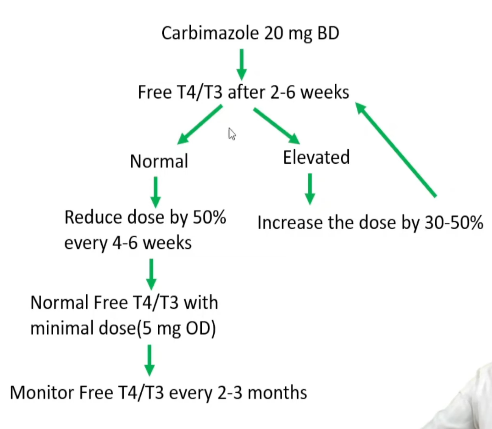 Carbimazole 20 mg BD
Free T4/T3 after 2-6 weeks
Normal
Elevated
Reduce dose by 50%
every 4-6 weeks
Increase the dose by 30-50%
Normal Free T4/T3 with
minimal dose(5 mg OD)
Monitor Free T4/T3 every 2-3 months